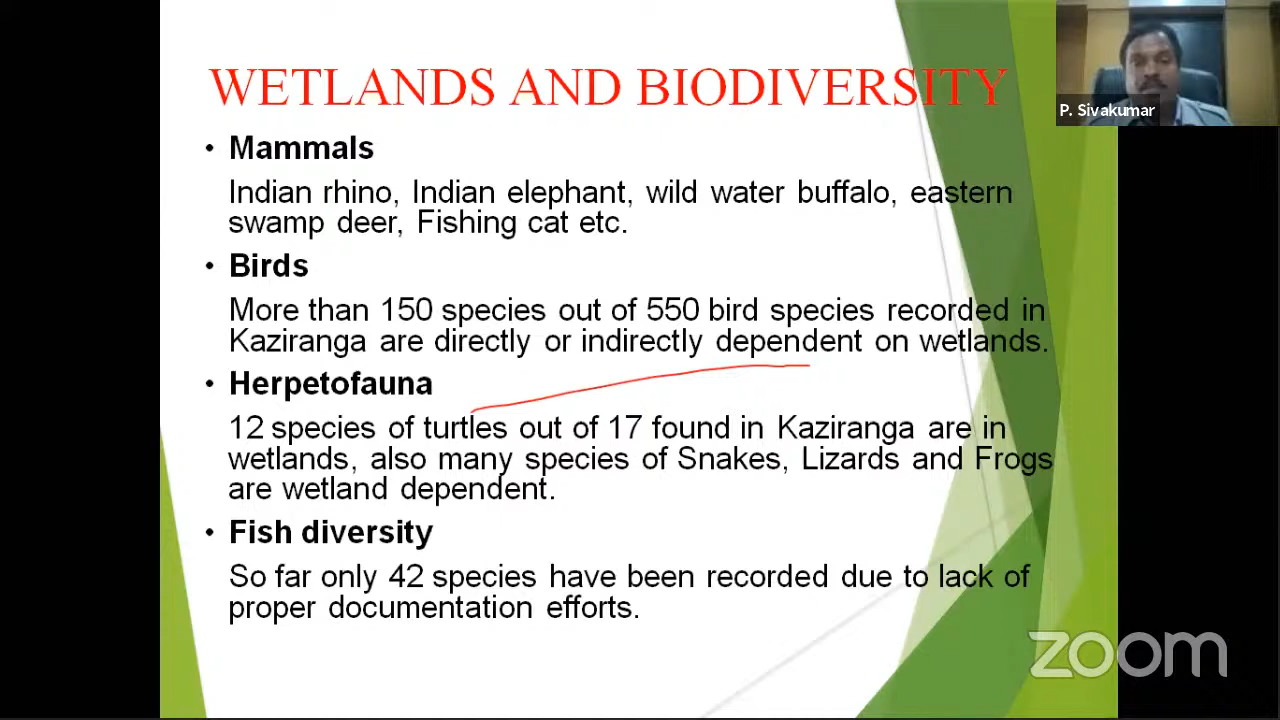 WETLANDS AND BIODIVERSITY
P. Sivakumar
• Mammals
Indian rhino, Indian elephant, wild water buffalo, eastern
swamp deer, Fishing cat etc.
• Birds
More than 150 species out of 550 bird species recorded in
Kaziranga are directly or indirectly dependent on wetlands.
• Herpetofauna
12 species of turtles out of 17 found in Kaziranga are in
wetlands, also many species of Snakes, Lizards and Frogs
are wetland dependent.
• Fish diversity
So far only 42 species have been recorded due to lack of
proper documentation efforts.
zoom